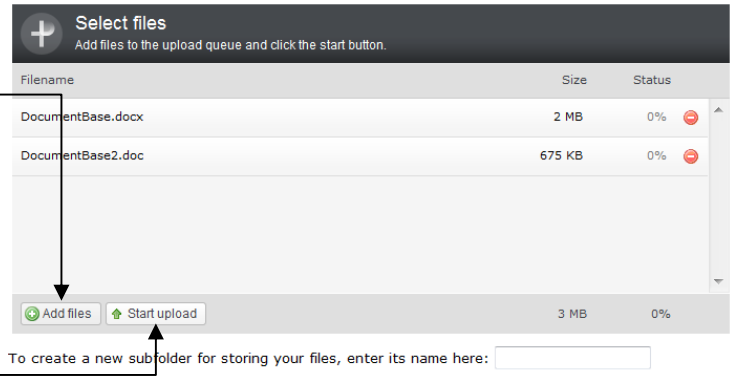 Select files
Add files to the upload queue and click the start button.
Filename Size Status
DocumentBase.docx 2 MB 0%
DocumentBase2.doc 675 KB 0%
Add files Start upload 3 MB 0%
To create a new subfolder for storing your files, enter its name here: